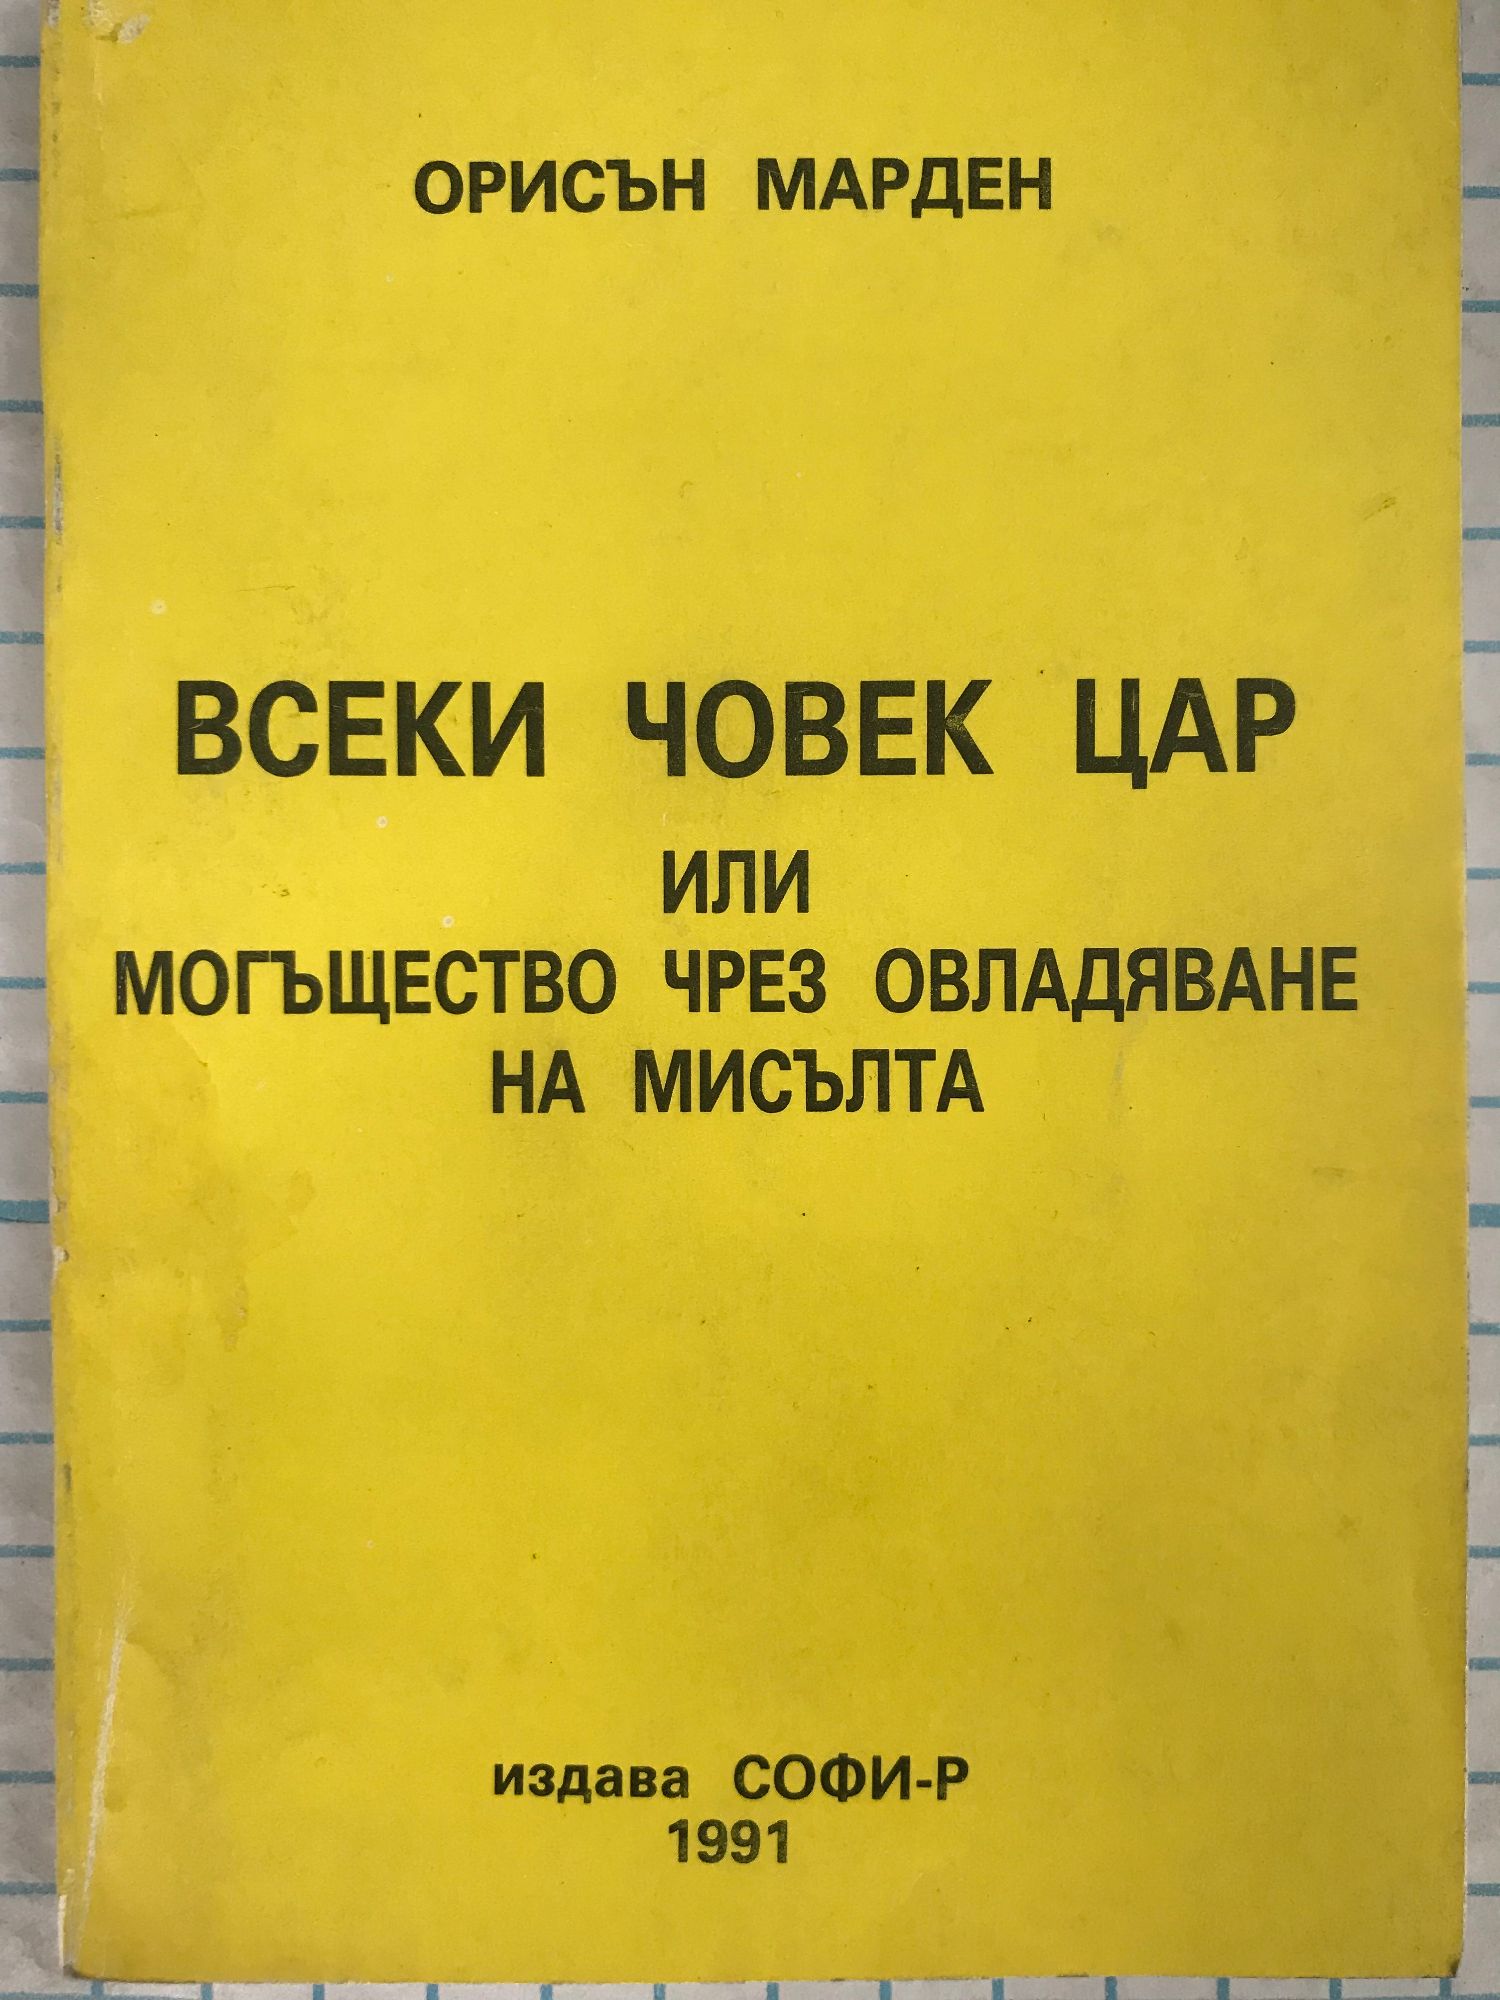 ОРИСЪН МАРДЕН
ВСЕКИ ЧОВЕК ЦАР
ИЛИ
МОГЪЩЕСТВО ЧРЕЗ ОВЛАДЯВАНЕ
НА МИСЪЛТА
издава СОФИ-Р
1991